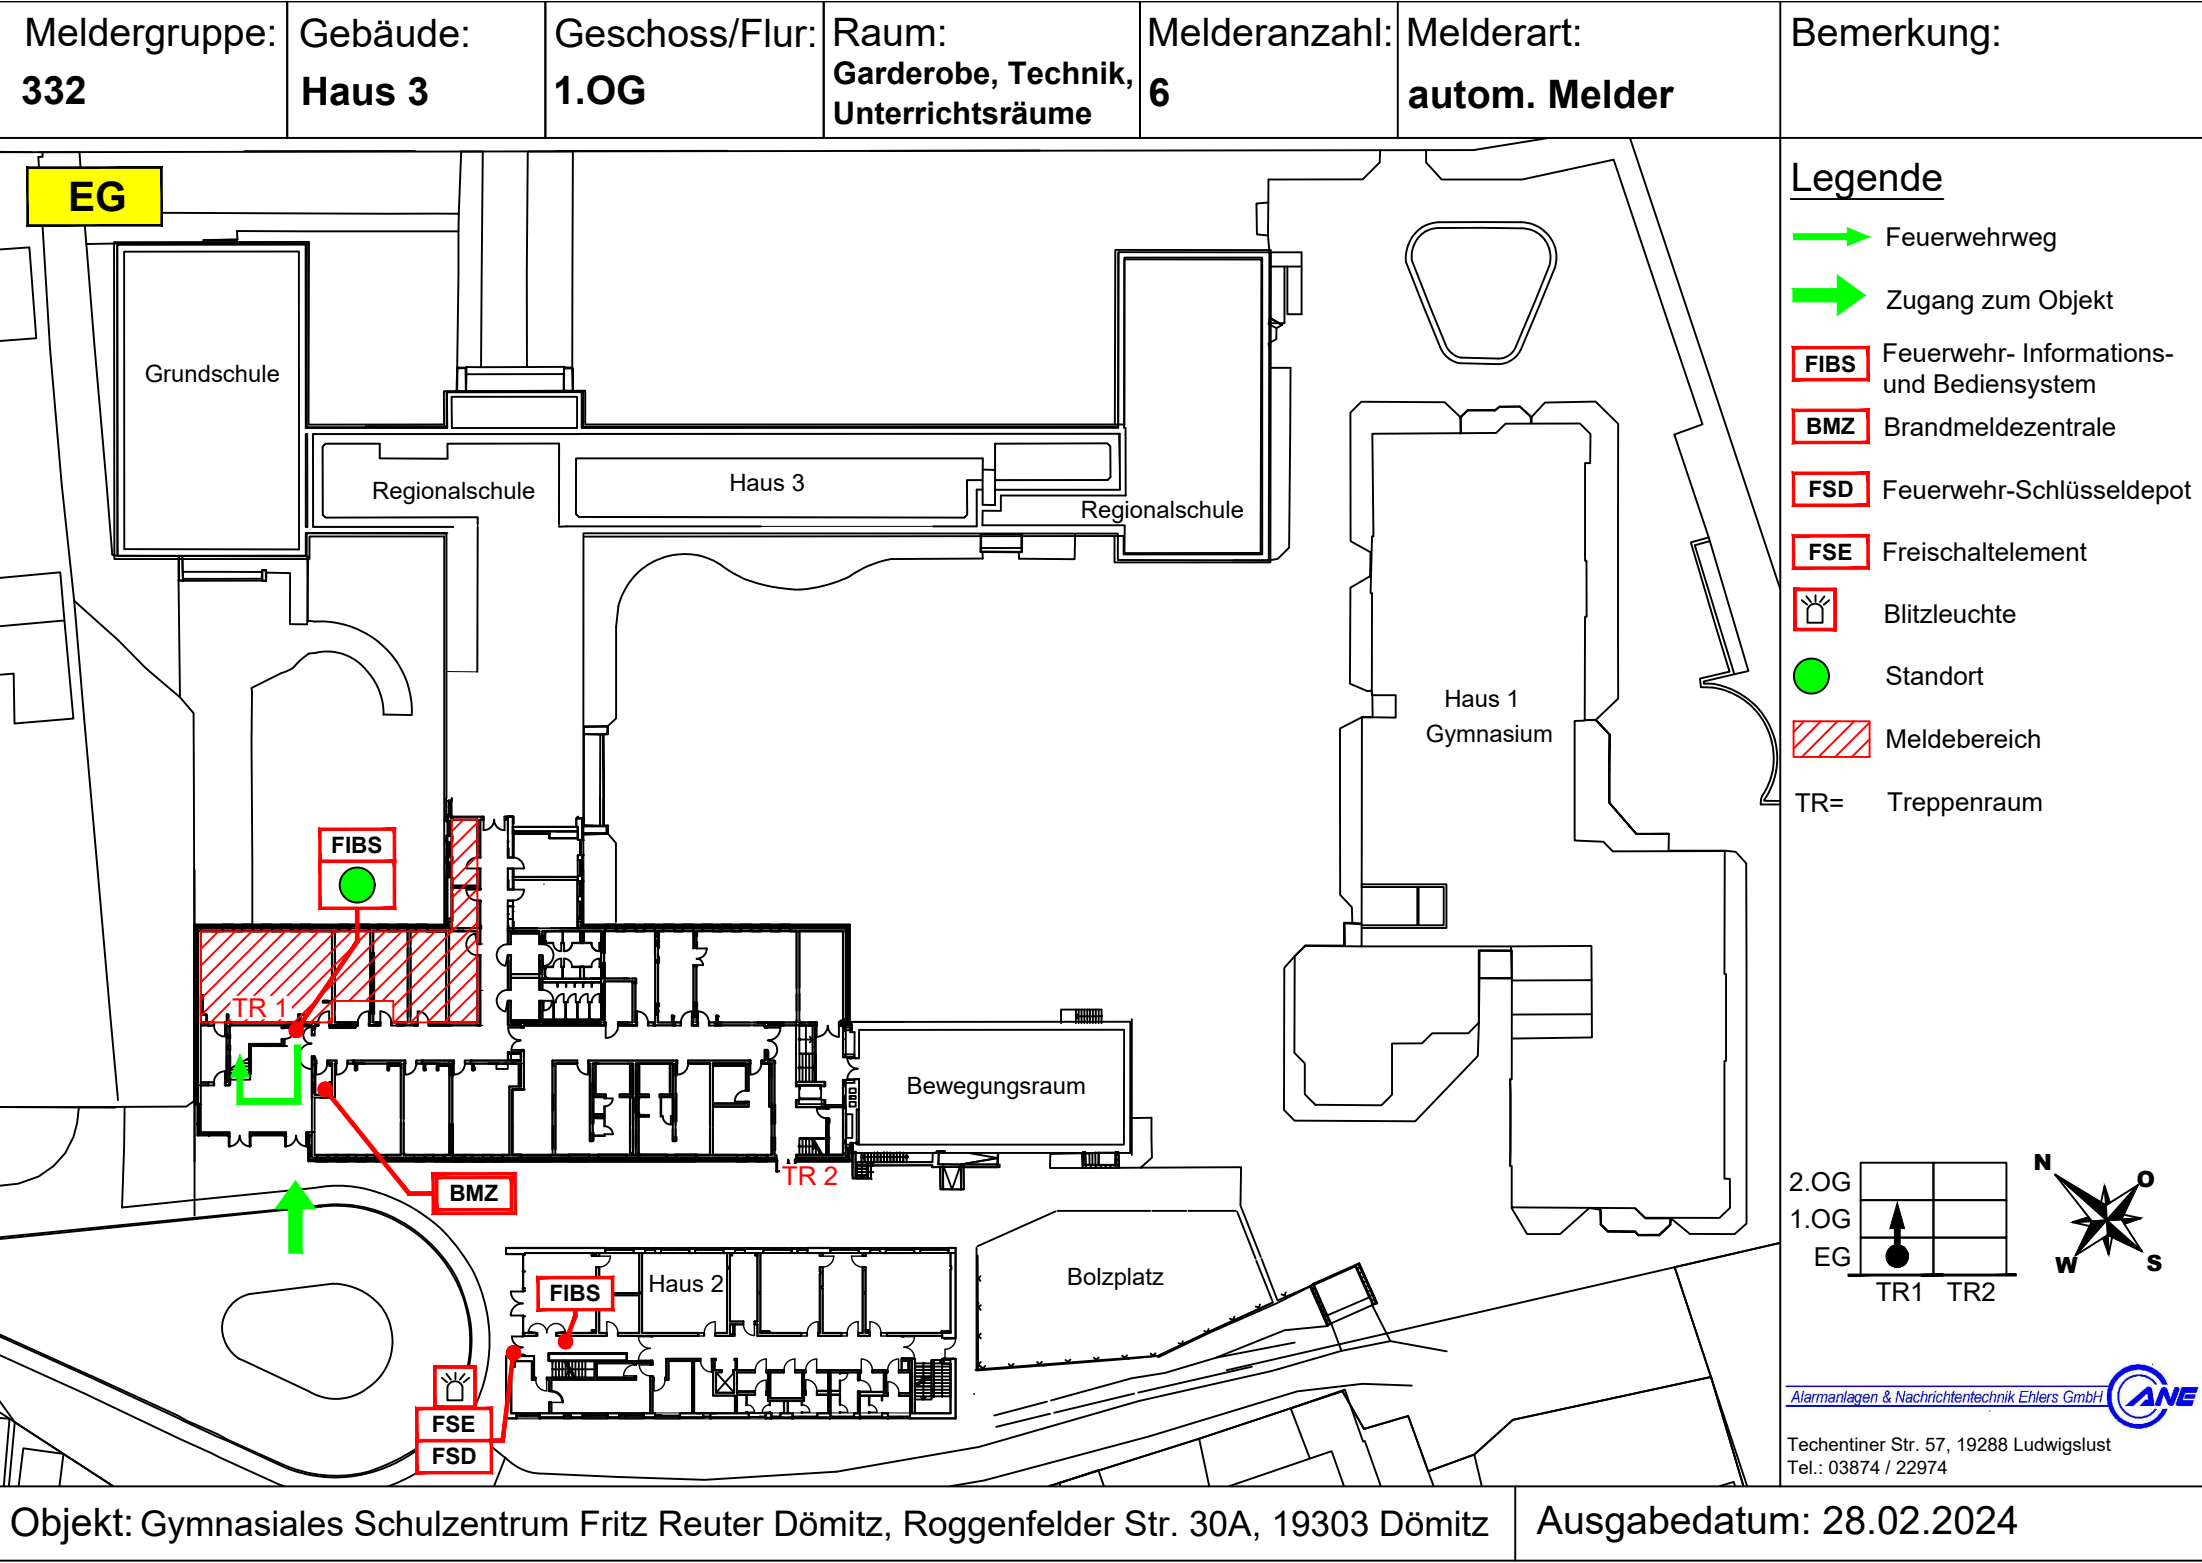 Meldergruppe:
332
Gebäude:
Haus 3
Geschoss/Flur:
1.OG
Raum:
Garderobe, Technik,
Unterrichtsräume
Melderanzahl:
6
Melderart:
autom. Melder
Bemerkung:
EG
Grundschule
Regionalschule
Haus 3
Regionalschule
Haus 1
Gymnasium
FIBS
TR 1
Bewegungsraum
BMZ
TR 2
Haus 2
FIBS
Bolzplatz
FSE
FSD
Legende
Feuerwehrweg
Zugang zum Objekt
FIBS Feuerwehr- Informations-
und Bediensystem
BMZ Brandmeldezentrale
FSD Feuerwehr-Schlüsseldepot
FSE Freischaltelement
Blitzleuchte
Standort
Meldebereich
TR= Treppenraum
2.OG
1.OG
EG
TR1 TR2
N
O
W
S
Alarmanlagen & Nachrichtentechnik Ehlers GmbH
ANE
Techentiner Str. 57, 19288 Ludwigslust
Tel.: 03874 / 22974
Objekt: Gymnasiales Schulzentrum Fritz Reuter Dömitz, Roggenfelder Str. 30A, 19303 Dömitz
Ausgabedatum: 28.02.2024